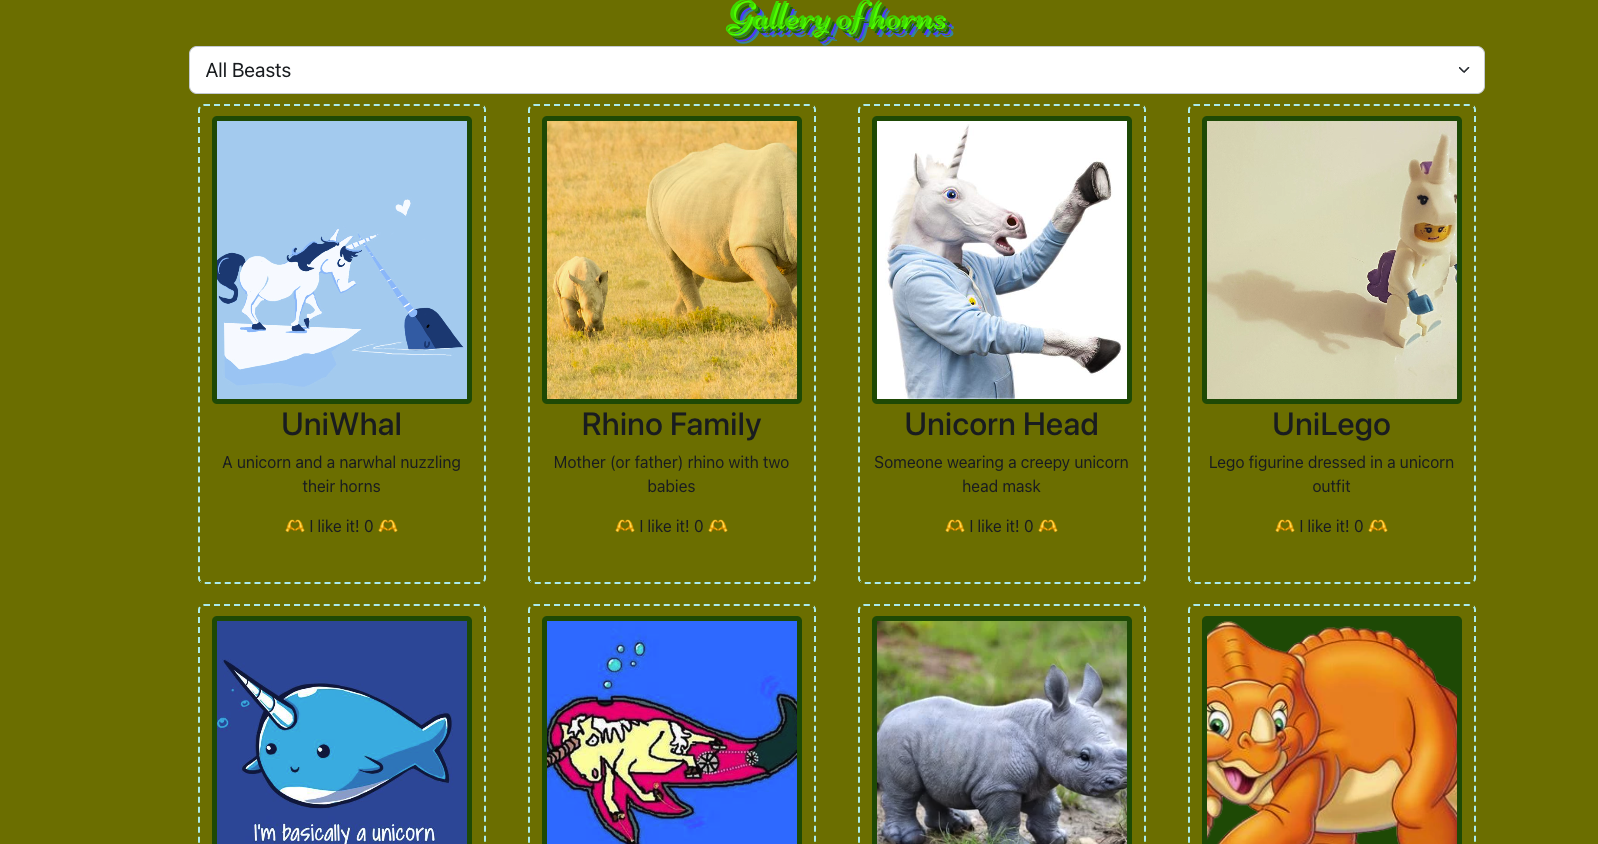 Gallery of horns
All Beasts
UniWhal
A unicorn and a narwhal nuzzling
their horns
🫶 I like it! 0 🫶
Rhino Family
Mother (or father) rhino with two
babies
🫶 I like it! 0 🫶
Unicorn Head
Someone wearing a creepy unicorn
head mask
🫶 I like it! 0 🫶
UniLego
Lego figurine dressed in a unicorn
outfit
🫶 I like it! 0 🫶
I'm basically a unicorn